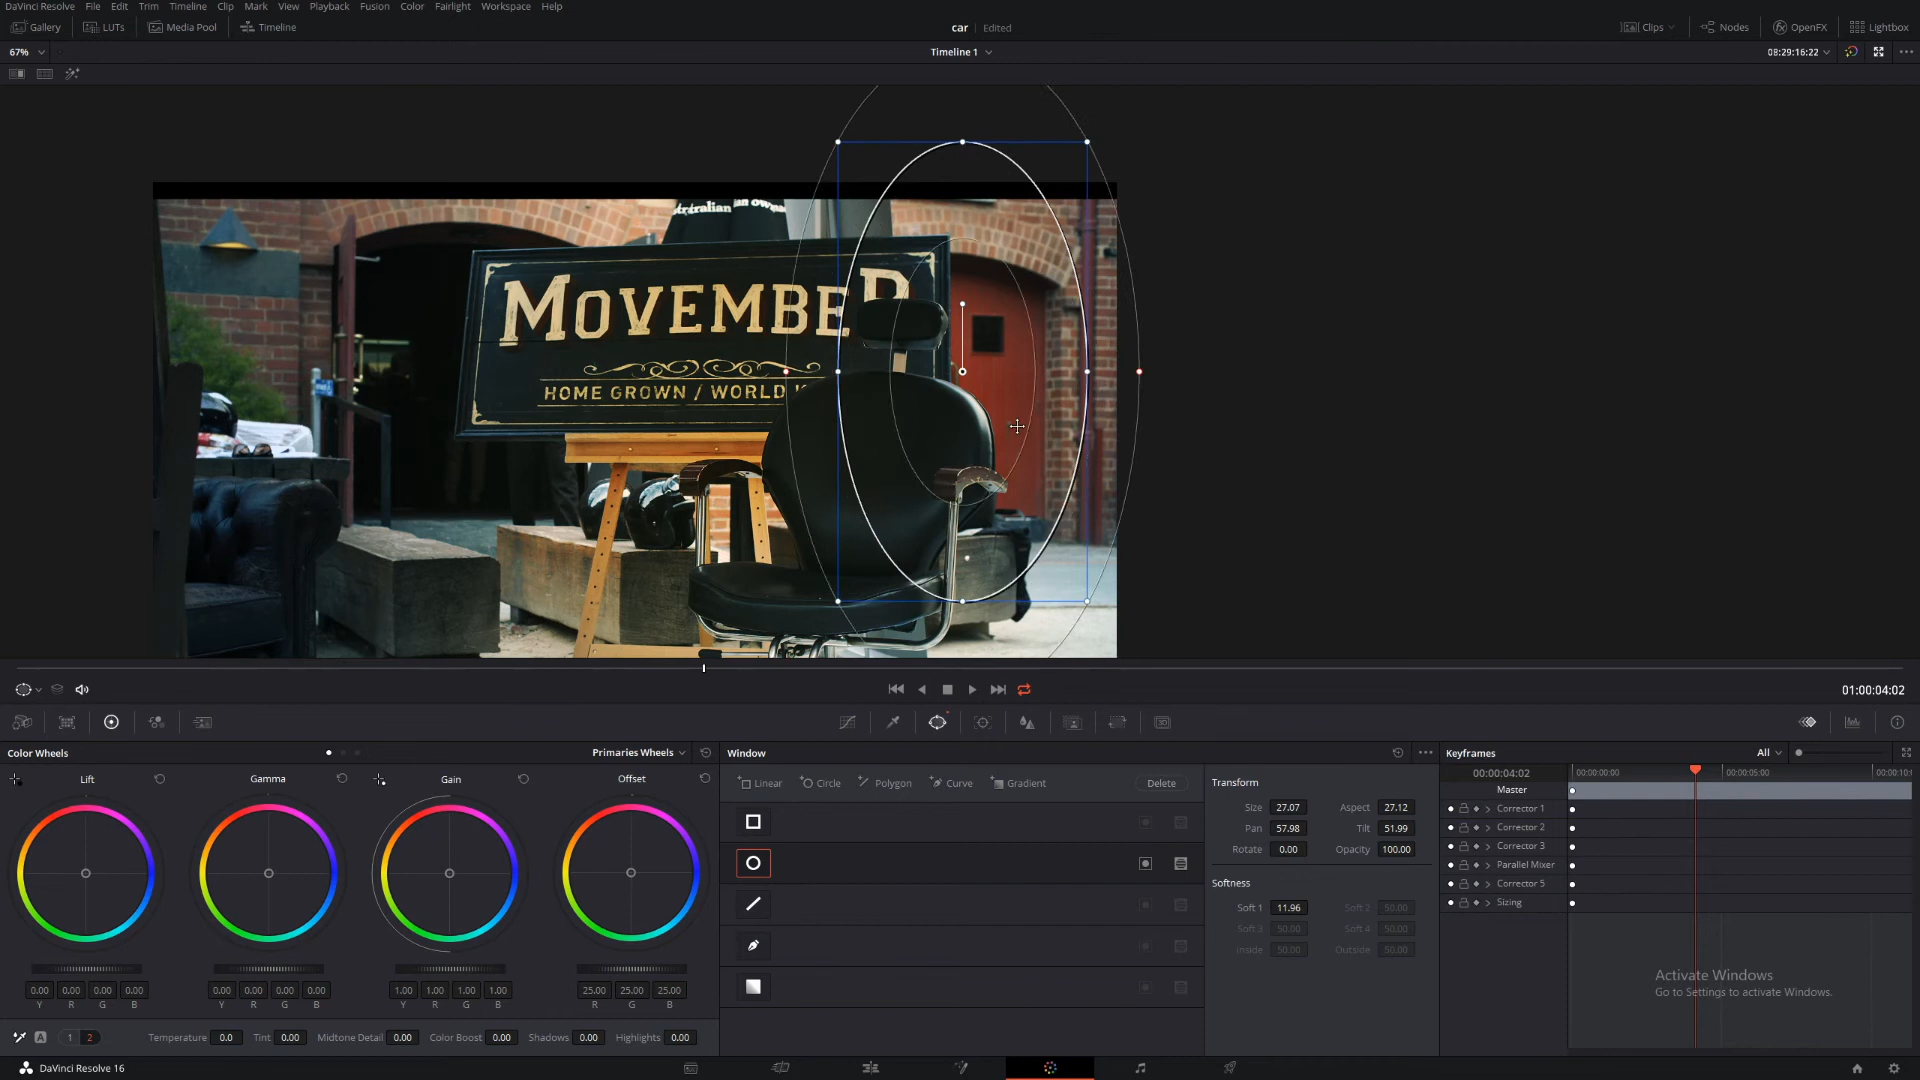 DaVinci Resolve File Edit Trim Timeline Clip Mark View Playback Fusion Color Fairlight Workspace Help
Gallery LUTs Media Pool Timeline car Edited Clips Nodes OpenFX Lightbox
67% Timeline 1 08:29:16:22
MOVEMBER
HOME GROWN / WORLD
01:00:04:02
Color Wheels Primaries Wheels Window Keyframes All
Lift Gamma Gain Offset
Linear Circle Polygon Curve Gradient Delete
Transform
Size 27.07 Aspect 27.12
Pan 57.98 Tilt 51.99
Rotate 0.00 Opacity 100.00
Softness
Soft 1 11.96 Soft 2 50.00
Soft 3 50.00 Soft 4 50.00
Inside 50.00 Outside 50.00
00:00:04:02 00:00:00:00 00:00:05:00 00:00:10:
Master
Corrector 1
Corrector 2
Corrector 3
Parallel Mixer
Corrector 5
Sizing
0.00 0.00 0.00 0.00 0.00 0.00 0.00 0.00 1.00 1.00 1.00 1.00 25.00 25.00 25.00
Y R G B Y R G B Y R G B R G B
A 1 2 Temperature 0.0 Tint 0.00 Midtone Detail 0.00 Color Boost 0.00 Shadows 0.00 Highlights 0.00
Activate Windows
Go to Settings to activate Windows.
DaVinci Resolve 16